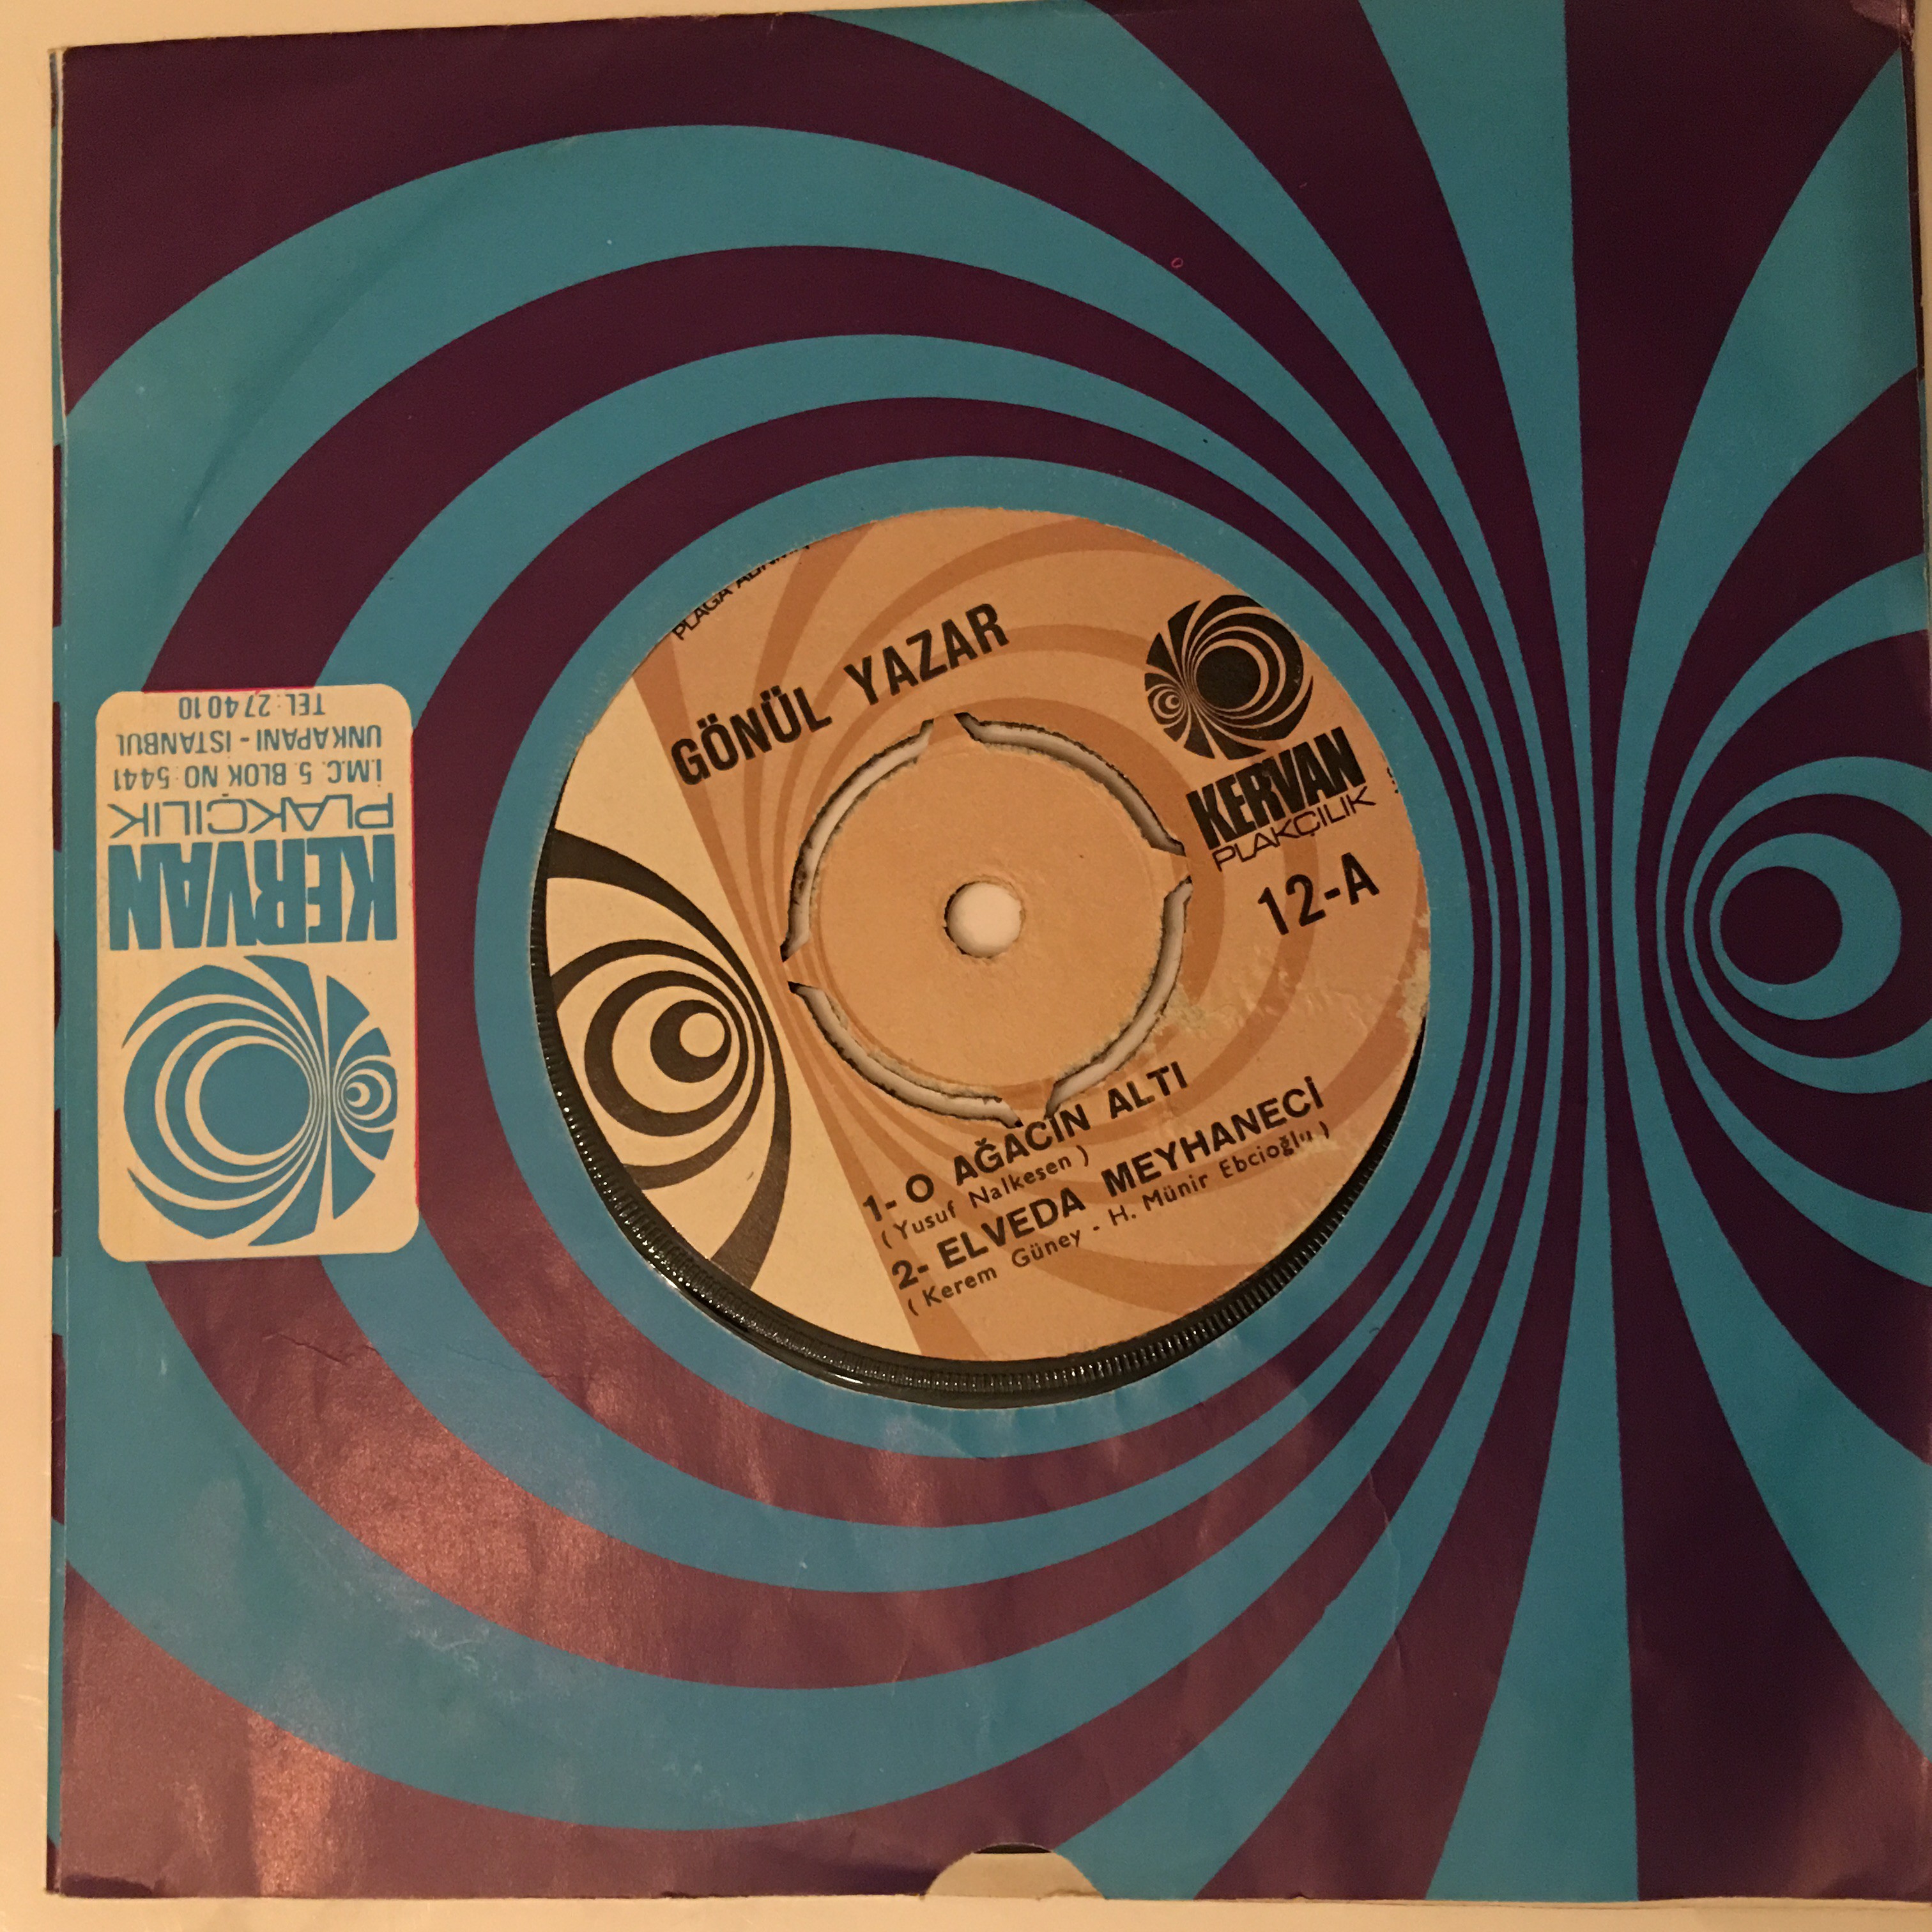 GÖNÜL YAZAR
KERVAN
PLAKÇILIK
12-A
1- O AĞACIN ALTI
( Yusuf Nalkesen )
2- ELVEDA MEYHANECİ
( Kerem Güney - H. Münir Ebcioğlu )
PLAĞA
KERVAN
PLAKÇILIK
İ.M.C. 5. BLOK NO: 5441
UNKAPANI - ISTANBUL
TEL: 27 40 10